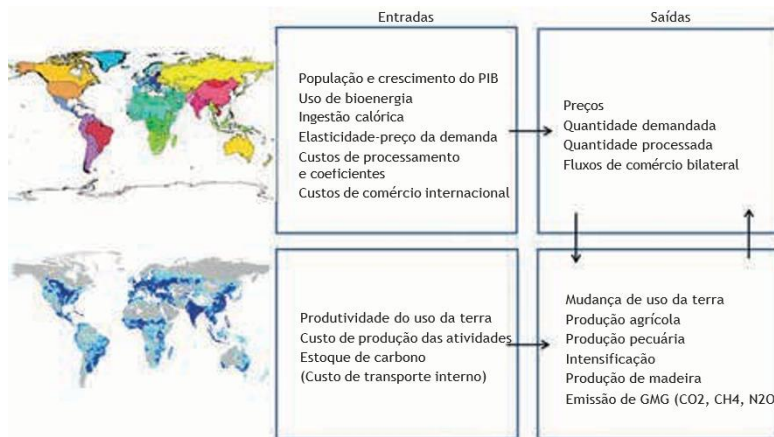 Entradas
Saídas
População e crescimento do PIB
Uso de bioenergia
Ingestão calórica
Elasticidade-preço da demanda
Custos de processamento
e coeficientes
Custos de comércio internacional
Preços
Quantidade demandada
Quantidade processada
Fluxos de comércio bilateral
Produtividade do uso da terra
Custo de produção das atividades
Estoque de carbono
(Custo de transporte interno)
Mudança de uso da terra
Produção agrícola
Produção pecuária
Intensificação
Produção de madeira
Emissão de GMG (CO2, CH4, N2O